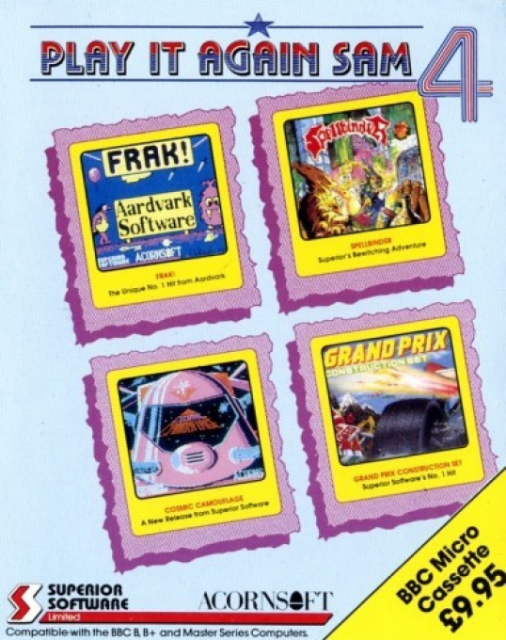 PLAY IT AGAIN SAM 4
FRAK!
Aardvark
Software
SUPERIOR
SOFTWARE
ACORNSOFT
FRAK!
The Unique No. 1 Hit from Aardvark
Spellbinder
SPELLBINDER
Superior's Bewitching Adventure
COSMIC CAMOUFLAGE
A New Release from Superior Software
GRAND PRIX
CONSTRUCTION SET
GRAND PRIX CONSTRUCTION SET
Superior Software's No. 1 Hit
BBC Micro
Cassette
£9.95
SUPERIOR
SOFTWARE
Limited
ACORNSOFT
Compatible with the BBC B, B+ and Master Series Computers.